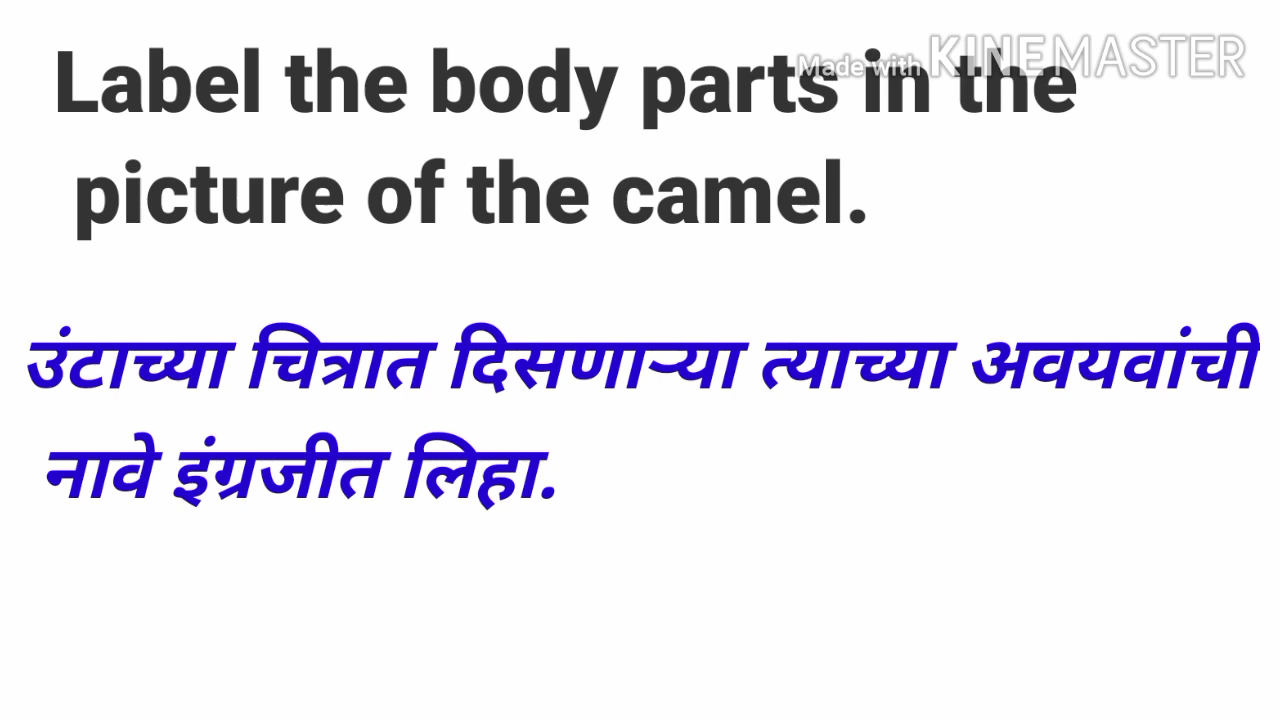 Made with KINEMASTER
Label the body parts in the
picture of the camel.
उंटाच्या चित्रात दिसणाऱ्या त्याच्या अवयवांची
नावे इंग्रजीत लिहा.